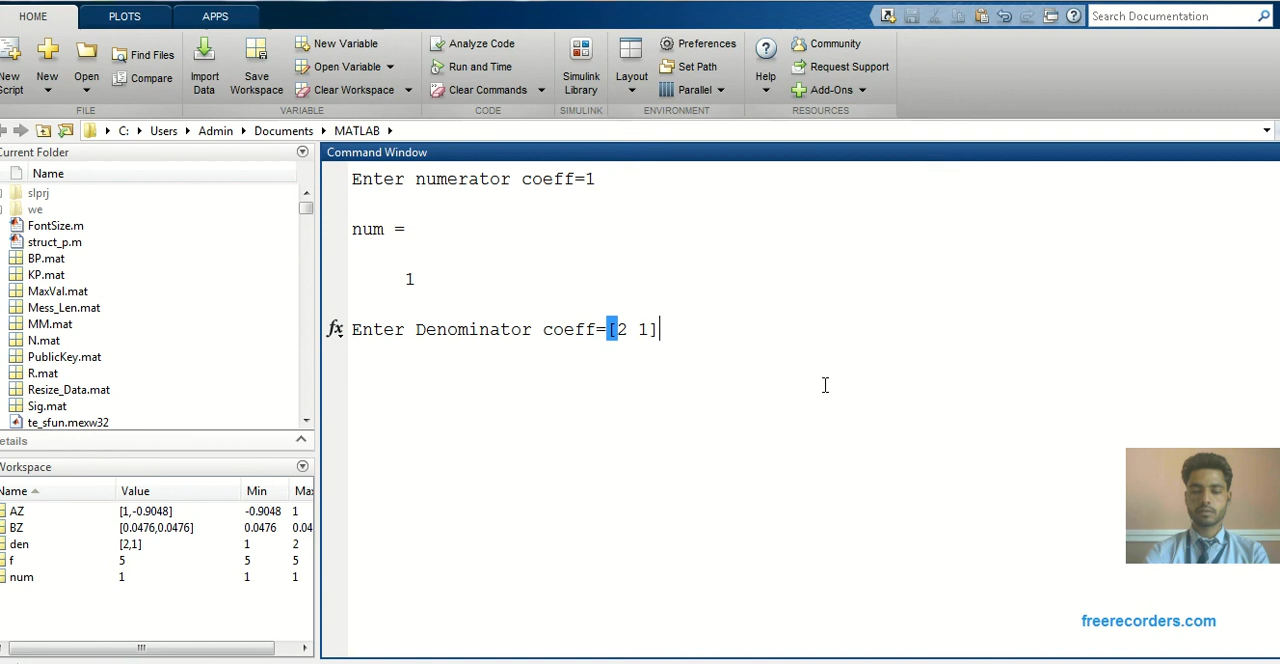 HOME PLOTS APPS
Search Documentation
New Script
New
Open
Find Files
Compare
Import Data
Save Workspace
New Variable
Open Variable
Clear Workspace
Analyze Code
Run and Time
Clear Commands
Simulink Library
Layout
Preferences
Set Path
Parallel
Help
Community
Request Support
Add-Ons
FILE VARIABLE CODE SIMULINK ENVIRONMENT RESOURCES
C: Users Admin Documents MATLAB
Current Folder
Name
slprj
we
FontSize.m
struct_p.m
BP.mat
KP.mat
MaxVal.mat
Mess_Len.mat
MM.mat
N.mat
PublicKey.mat
R.mat
Resize_Data.mat
Sig.mat
te_sfun.mexw32
etails
Workspace
Name Value Min Max
AZ [1,-0.9048] -0.9048 1
BZ [0.0476,0.0476] 0.0476 0.04
den [2,1] 1 2
f 5 5 5
num 1 1 1
Command Window
Enter numerator coeff=1
num =
1
fx Enter Denominator coeff=[2 1]
freerecorders.com